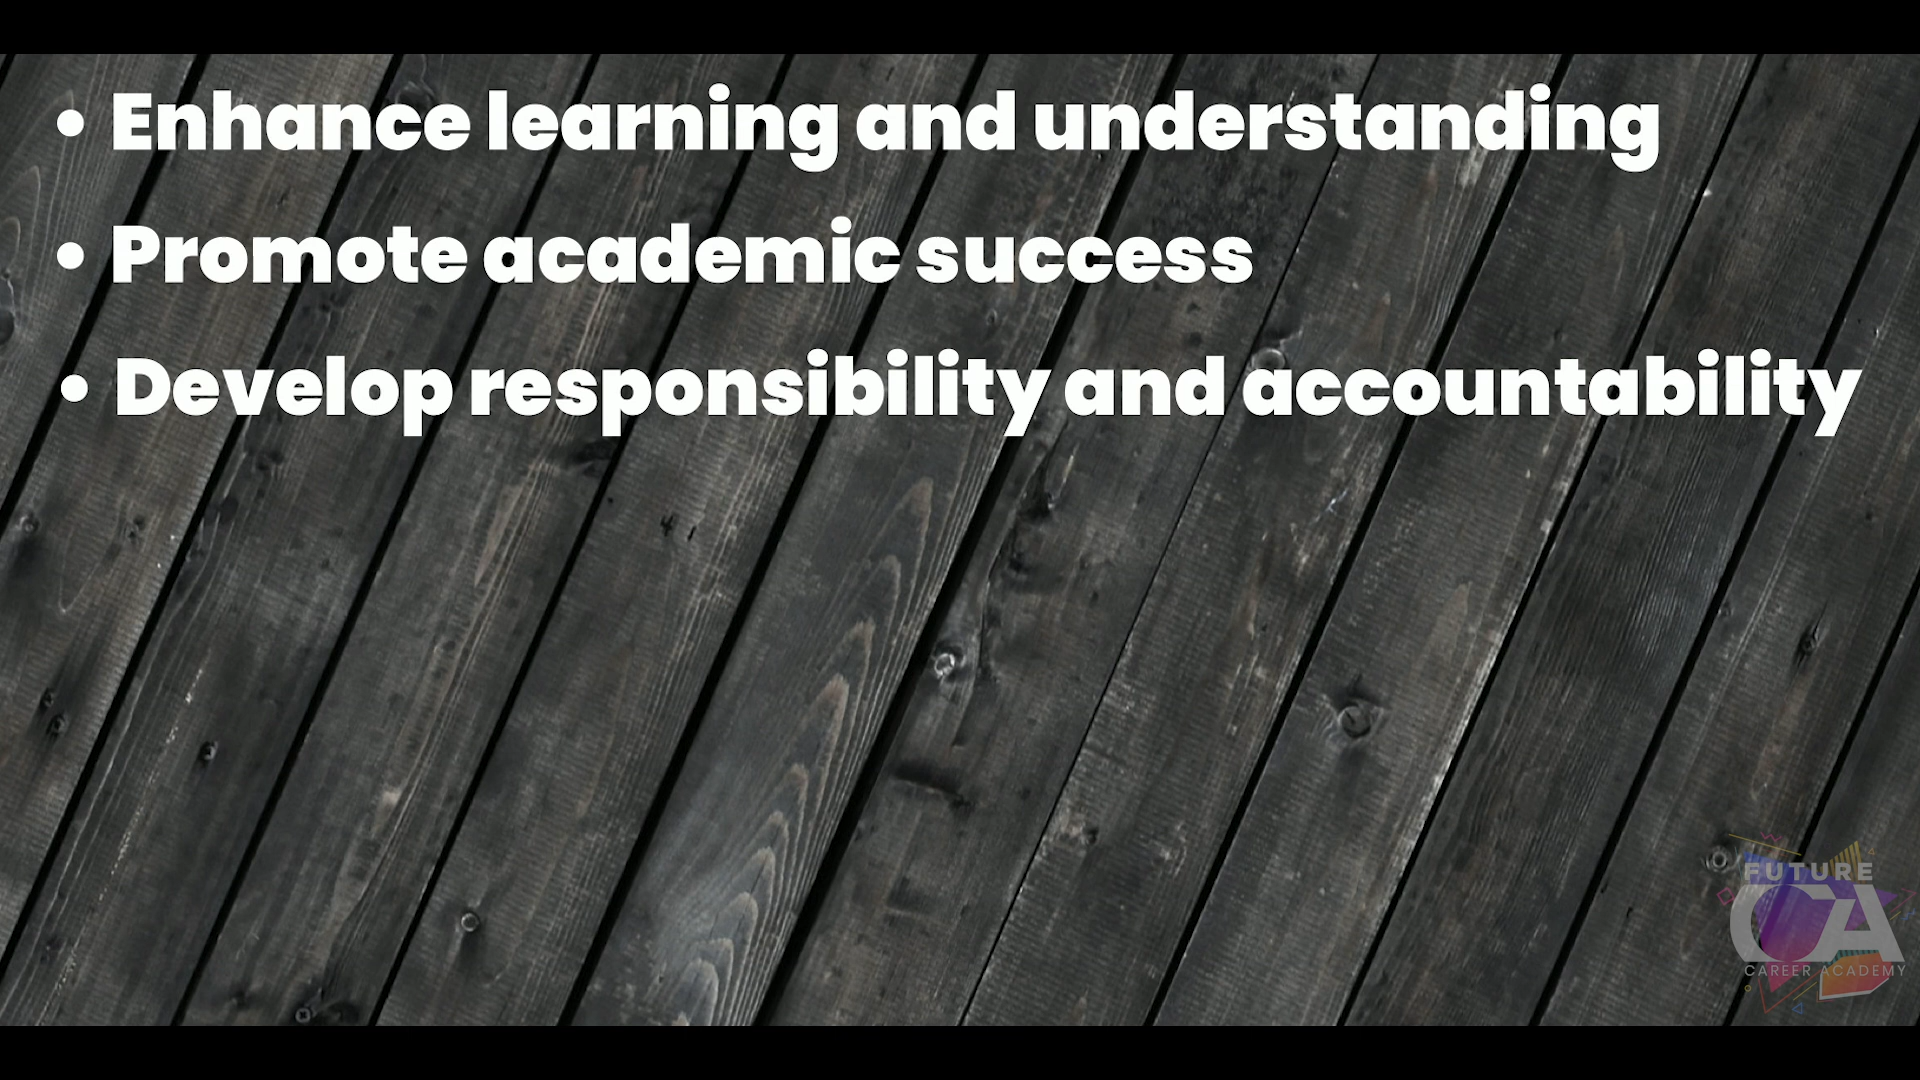 • Enhance learning and understanding
• Promote academic success
• Develop responsibility and accountability
FUTURE
CA
CAREER ACADEMY